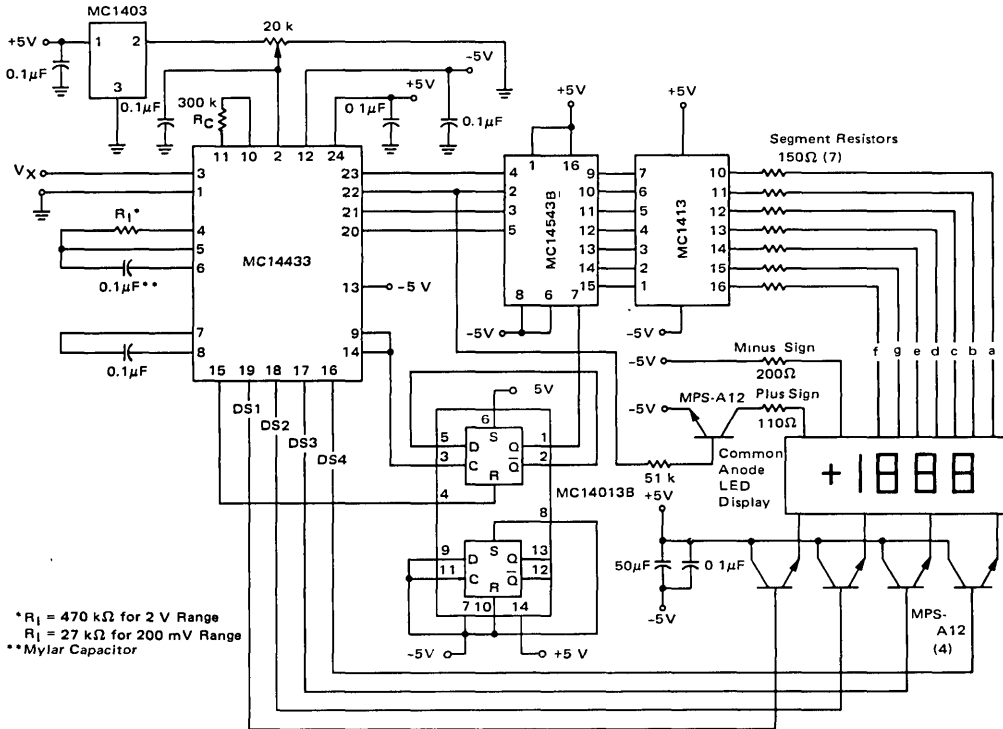 MC1403
+5V
1
2
3
0.1µF
20 k
0.1µF
300 k
RC
-5V
+5V
0 1µF
0.1µF
11 10 2 12 24
VX
3
1
RI*
4
5
6
0.1µF**
7
8
0.1µF
MC14433
23
22
21
20
13
-5 V
9
14
15 19 18 17 16
DS1
DS2
DS3
DS4
+5V
1 16
4
2
3
5
MC14543B
9
10
11
12
13
14
15
8 6 7
-5V
+5V
7
6
5
4
3
2
1
MC1413
10
11
12
13
14
15
16
-5V
Segment Resistors
150Ω (7)
f g e d c b a
Minus Sign
-5V
200Ω
MPS-A12
Plus Sign
-5V
110Ω
51 k
Common
Anode
LED
Display
+5V
50µF
0 1µF
-5V
MPS-
A12
(4)
5V
6
5 D S Q 1
3 C Q 2
R
4
MC14013B
8
9 D S Q 13
11 C Q 12
R
7 10 14
-5V
+5 V
*RI = 470 kΩ for 2 V Range
RI = 27 kΩ for 200 mV Range
**Mylar Capacitor
+1888